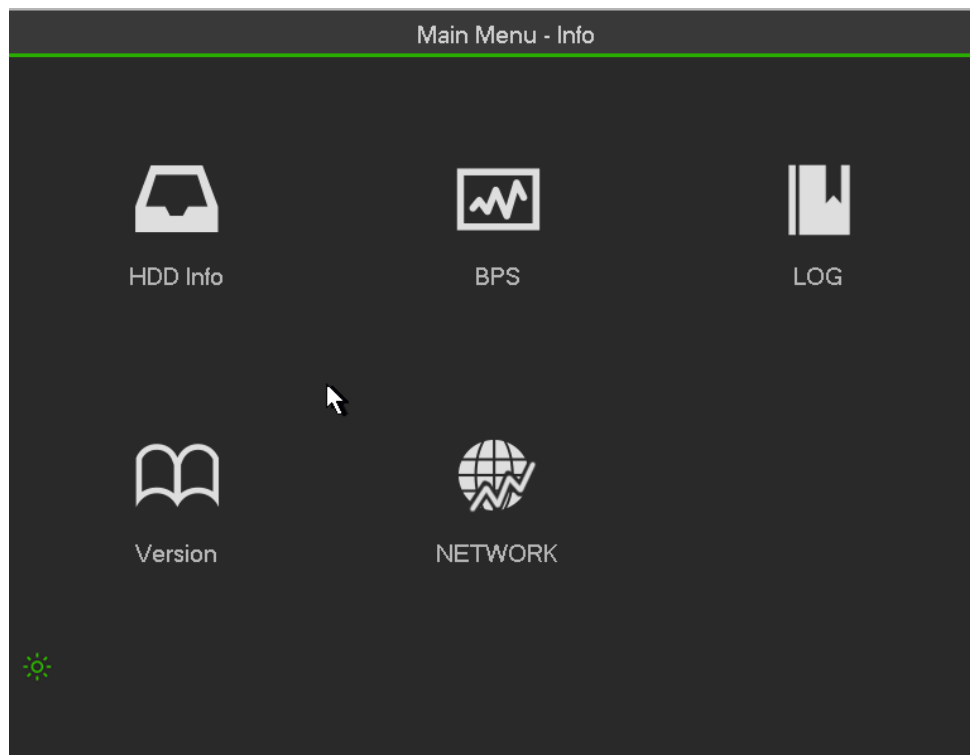 Main Menu - Info
HDD Info
BPS
LOG
Version
NETWORK